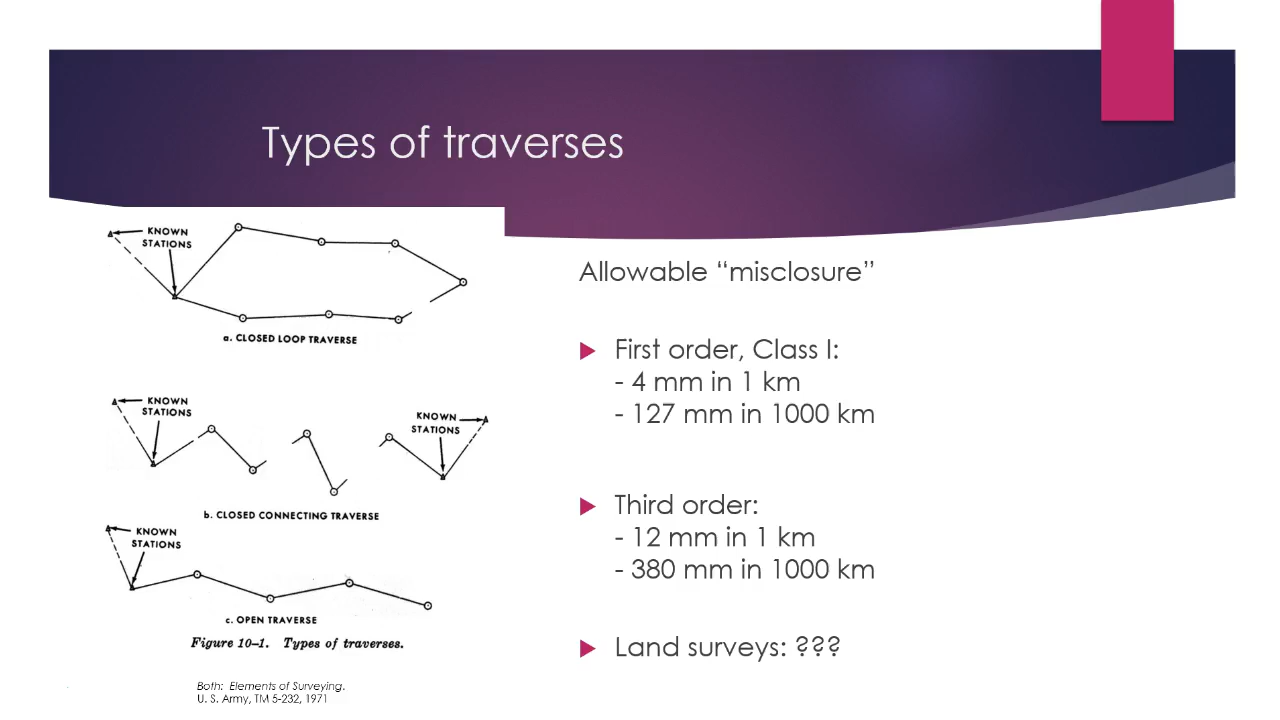 Types of traverses
KNOWN
STATIONS
a. CLOSED LOOP TRAVERSE
KNOWN
STATIONS
KNOWN
STATIONS
b. CLOSED CONNECTING TRAVERSE
KNOWN
STATIONS
c. OPEN TRAVERSE
Figure 10-1. Types of traverses.
Both: Elements of Surveying.
U. S. Army, TM 5-232, 1971
Allowable “misclosure”
First order, Class I:
- 4 mm in 1 km
- 127 mm in 1000 km
Third order:
- 12 mm in 1 km
- 380 mm in 1000 km
Land surveys: ???